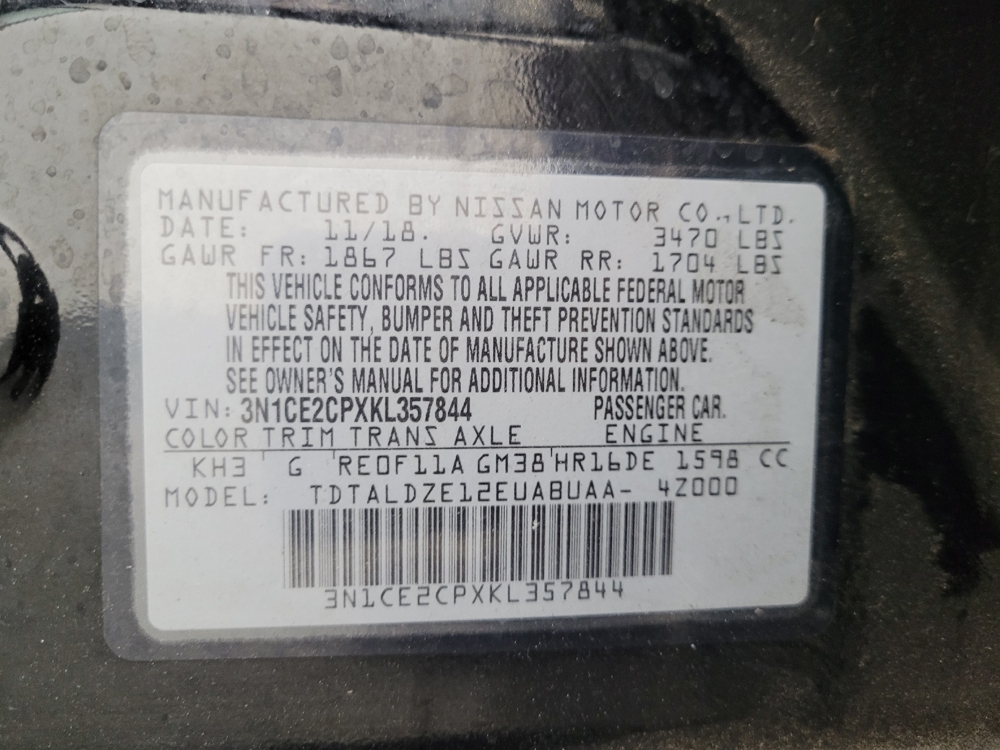 MANUFACTURED BY NISSAN MOTOR CO., LTD.
DATE: 11/18. GVWR: 3470 LBS
GAWR FR: 1867 LBS GAWR RR: 1704 LBS
THIS VEHICLE CONFORMS TO ALL APPLICABLE FEDERAL MOTOR
VEHICLE SAFETY, BUMPER AND THEFT PREVENTION STANDARDS
IN EFFECT ON THE DATE OF MANUFACTURE SHOWN ABOVE.
SEE OWNER'S MANUAL FOR ADDITIONAL INFORMATION.
VIN: 3N1CE2CPXKL357844 PASSENGER CAR.
COLOR TRIM TRANS AXLE ENGINE
KH3 ' G 'RE0F11A GM38'HR16DE 1598 CC
MODEL: TDTALDZE12EUABUAA- 4Z000
3N1CE2CPXKL357844